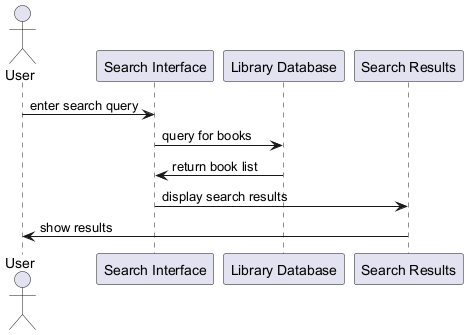 User
Search Interface
Library Database
Search Results
enter search query
query for books
return book list
display search results
show results
User
Search Interface
Library Database
Search Results